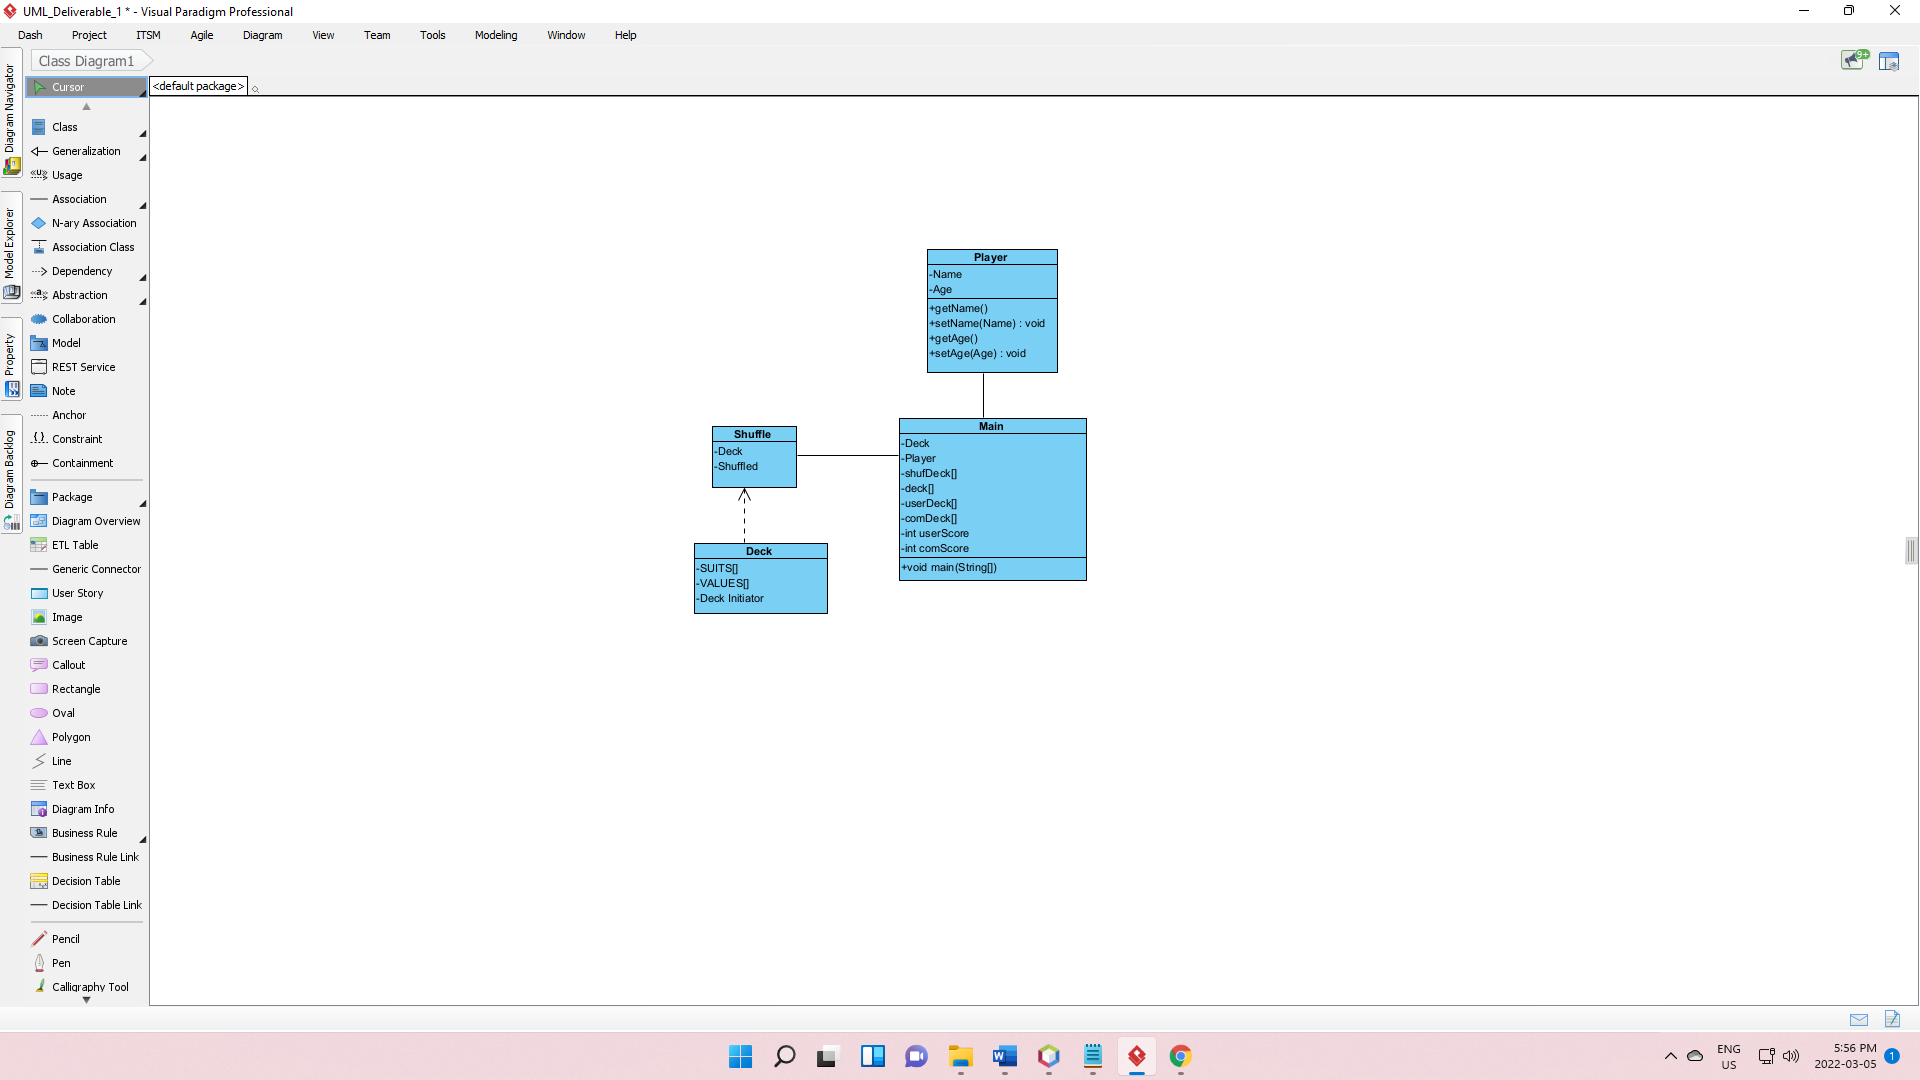 UML_Deliverable_1 * - Visual Paradigm Professional
Dash Project ITSM Agile Diagram View Team Tools Modeling Window Help
Class Diagram1
9+
Diagram Navigator
Model Explorer
Property
Diagram Backlog
Cursor
Class
Generalization
Usage
Association
N-ary Association
Association Class
Dependency
Abstraction
Collaboration
Model
REST Service
Note
Anchor
Constraint
Containment
Package
Diagram Overview
ETL Table
Generic Connector
User Story
Image
Screen Capture
Callout
Rectangle
Oval
Polygon
Line
Text Box
Diagram Info
Business Rule
Business Rule Link
Decision Table
Decision Table Link
Pencil
Pen
Calligraphy Tool
<default package>
Player
-Name
-Age
+getName()
+setName(Name) : void
+getAge()
+setAge(Age) : void
Shuffle
-Deck
-Shuffled
Main
-Deck
-Player
-shufDeck[]
-deck[]
-userDeck[]
-comDeck[]
-int userScore
-int comScore
+void main(String[])
Deck
-SUITS[]
-VALUES[]
-Deck Initiator
ENG
US
5:56 PM
2022-03-05
1